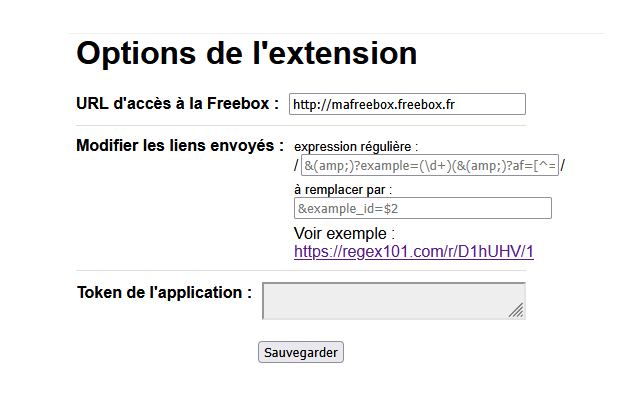 Options de l'extension
URL d'accès à la Freebox : http://mafreebox.freebox.fr
Modifier les liens envoyés : expression régulière :
/ &(amp;)?example=(\d+)(&(amp;)?af=[^= /
à remplacer par :
&example_id=$2
Voir exemple :
https://regex101.com/r/D1hUHV/1
Token de l'application :
Sauvegarder